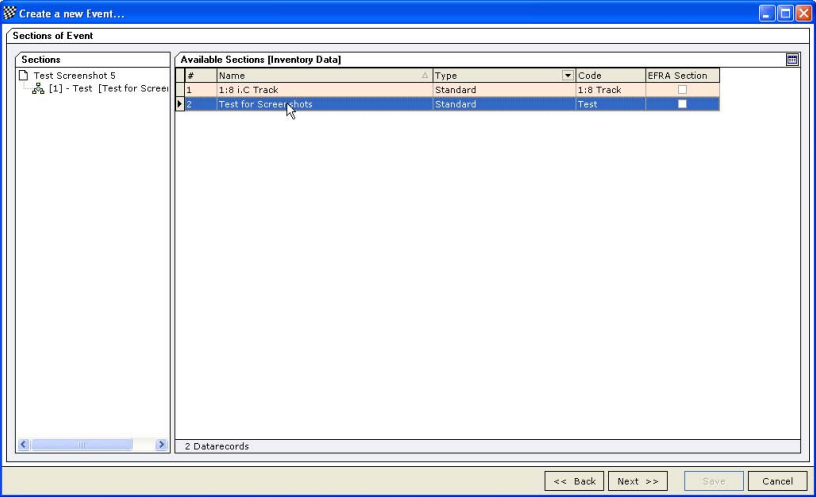 Create a new Event...
Sections of Event
Sections
Test Screenshot 5
[1] - Test [Test for Screen
Available Sections [Inventory Data]
# Name Type Code EFRA Section
1 1:8 i.C Track Standard 1:8 Track
2 Test for Screenshots Standard Test
2 Datarecords
<< Back Next >> Save Cancel